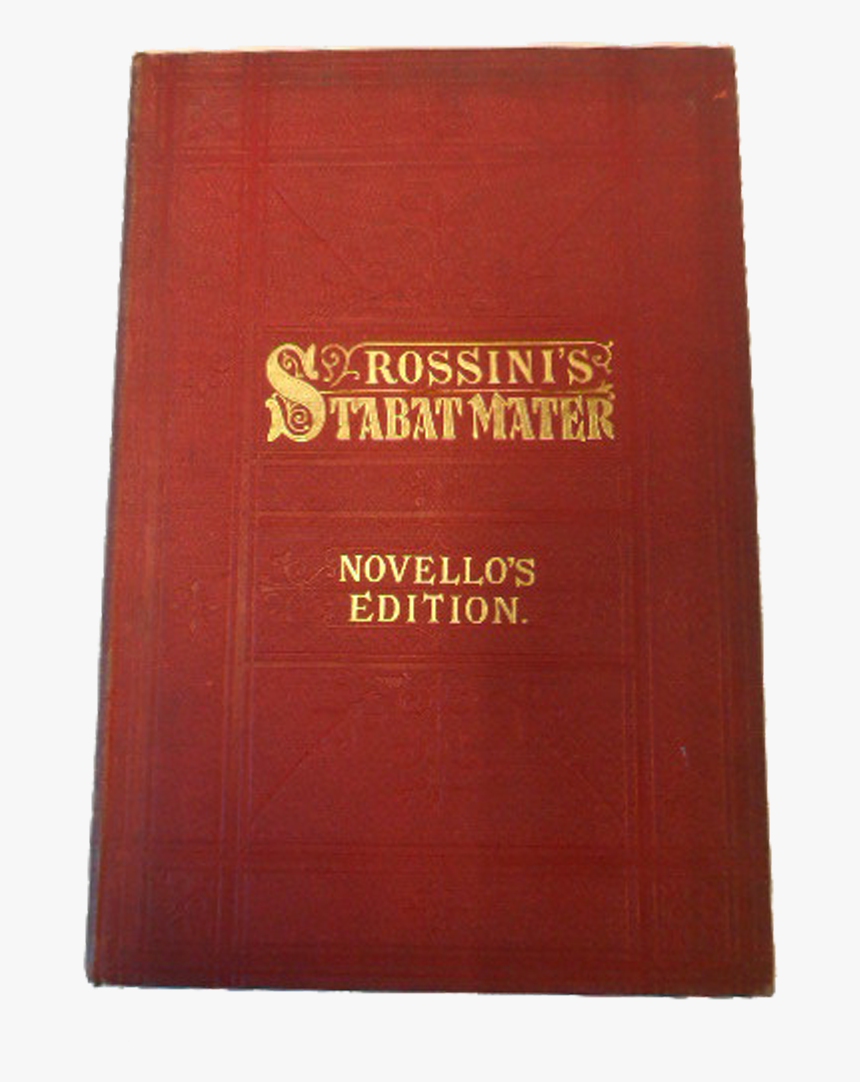 ROSSINI'S
STABAT MATER
NOVELLO'S
EDITION.